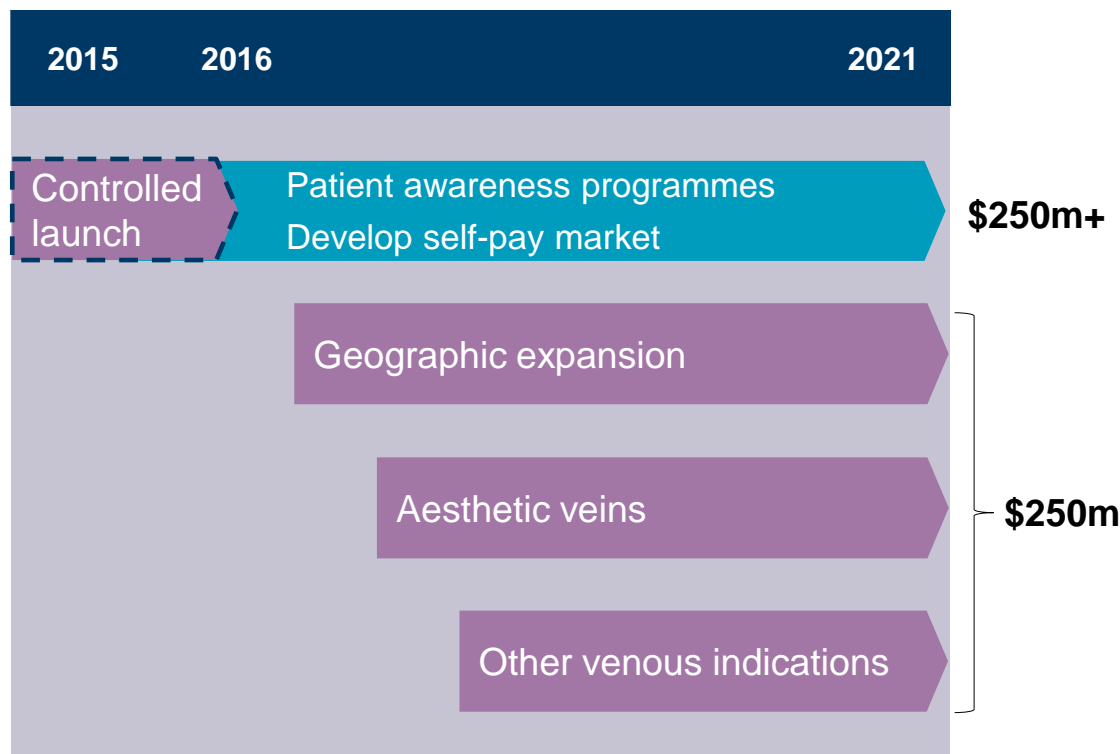 2015 2016 2021
Controlled
launch
Patient awareness programmes
Develop self-pay market
$250m+
Geographic expansion
Aesthetic veins
$250m
Other venous indications